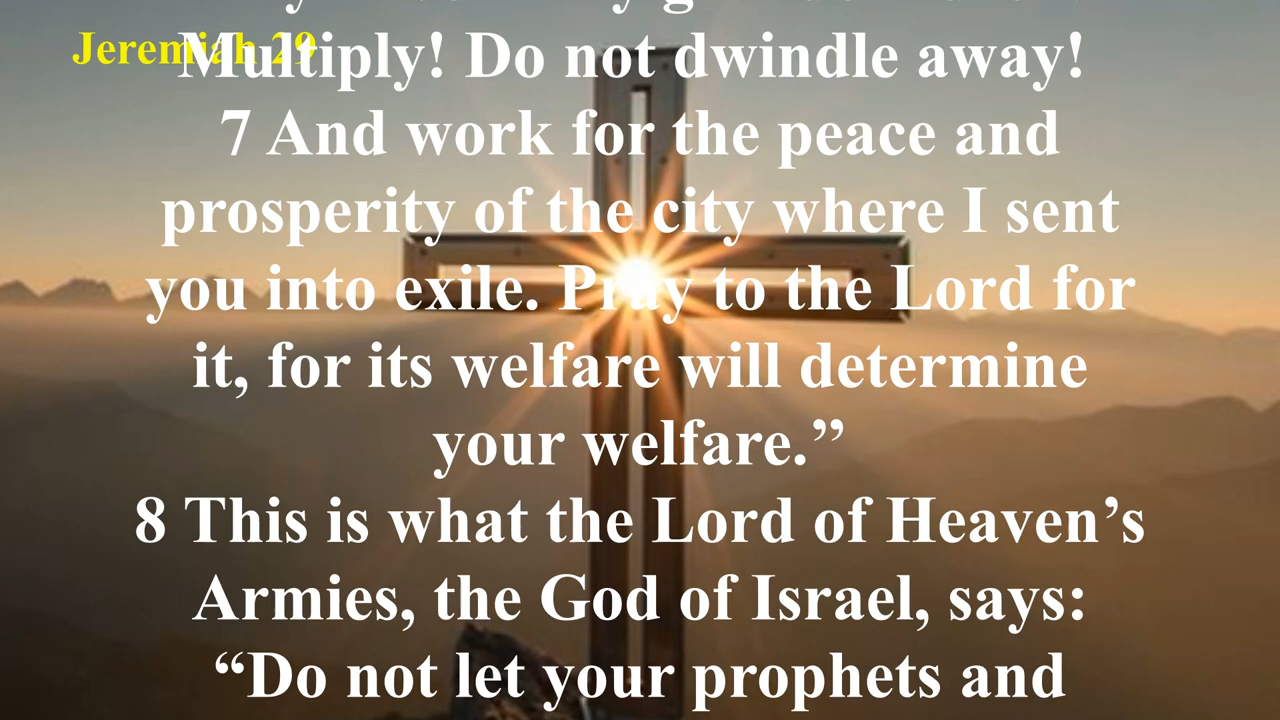 Jeremiah 29
Multiply! Do not dwindle away!
7 And work for the peace and
prosperity of the city where I sent
you into exile. Pray to the Lord for
it, for its welfare will determine
your welfare.”
8 This is what the Lord of Heaven’s
Armies, the God of Israel, says:
“Do not let your prophets and